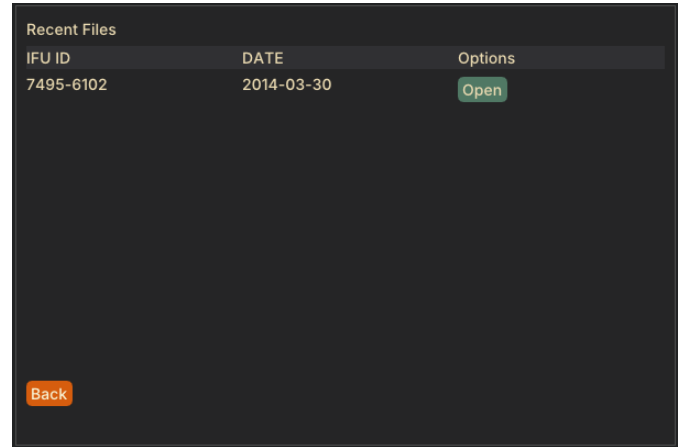 Recent Files
IFU ID DATE Options
7495-6102 2014-03-30 Open
Back